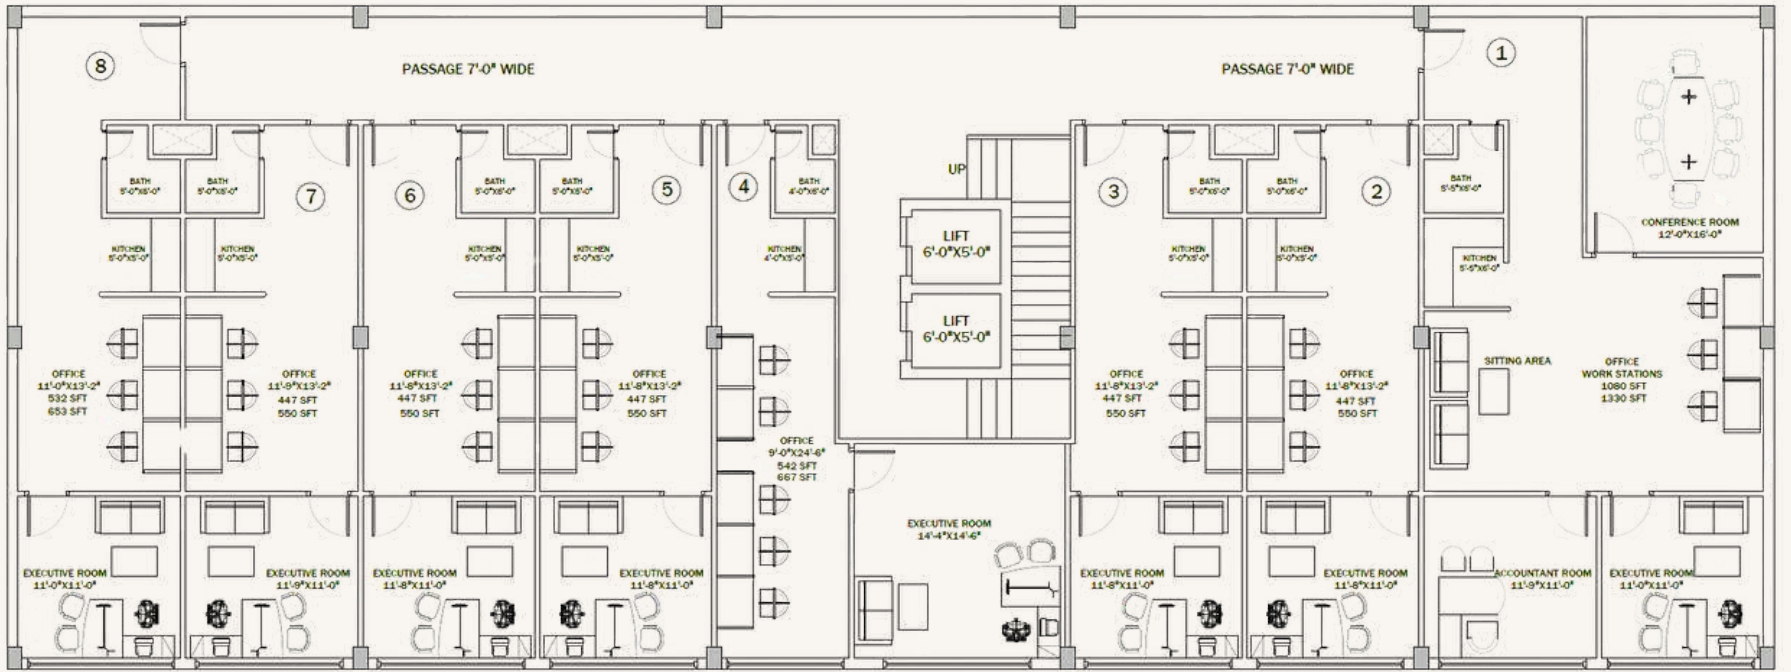 8
PASSAGE 7'-0" WIDE
PASSAGE 7'-0" WIDE
1
BATH
5'-0"X6'-0"
BATH
5'-0"X6'-0"
7
6
BATH
5'-0"X6'-0"
BATH
5'-0"X6'-0"
5
4
BATH
4'-0"X6'-0"
UP
3
BATH
5'-0"X6'-0"
BATH
5'-0"X6'-0"
2
BATH
5'-5"X6'-0"
CONFERENCE ROOM
12'-0"X16'-0"
KITCHEN
5'-0"X5'-0"
KITCHEN
5'-0"X5'-0"
KITCHEN
5'-0"X5'-0"
KITCHEN
5'-0"X5'-0"
KITCHEN
4'-0"X5'-0"
LIFT
6'-0"X5'-0"
LIFT
6'-0"X5'-0"
KITCHEN
5'-0"X5'-0"
KITCHEN
5'-0"X5'-0"
KITCHEN
5'-5"X6'-0"
OFFICE
11'-0"X13'-2"
532 SFT
653 SFT
OFFICE
11'-9"X13'-2"
447 SFT
550 SFT
OFFICE
11'-8"X13'-2"
447 SFT
550 SFT
OFFICE
11'-8"X13'-2"
447 SFT
550 SFT
OFFICE
9'-0"X24'-6"
542 SFT
667 SFT
OFFICE
11'-8"X13'-2"
447 SFT
550 SFT
OFFICE
11'-8"X13'-2"
447 SFT
550 SFT
SITTING AREA
OFFICE
WORK STATIONS
1080 SFT
1330 SFT
EXECUTIVE ROOM
11'-0"X11'-0"
EXECUTIVE ROOM
11'-9"X11'-0"
EXECUTIVE ROOM
11'-8"X11'-0"
EXECUTIVE ROOM
11'-8"X11'-0"
EXECUTIVE ROOM
14'-4"X14'-6"
EXECUTIVE ROOM
11'-8"X11'-0"
EXECUTIVE ROOM
11'-8"X11'-0"
ACCOUNTANT ROOM
11'-9"X11'-0"
EXECUTIVE ROOM
11'-0"X11'-0"